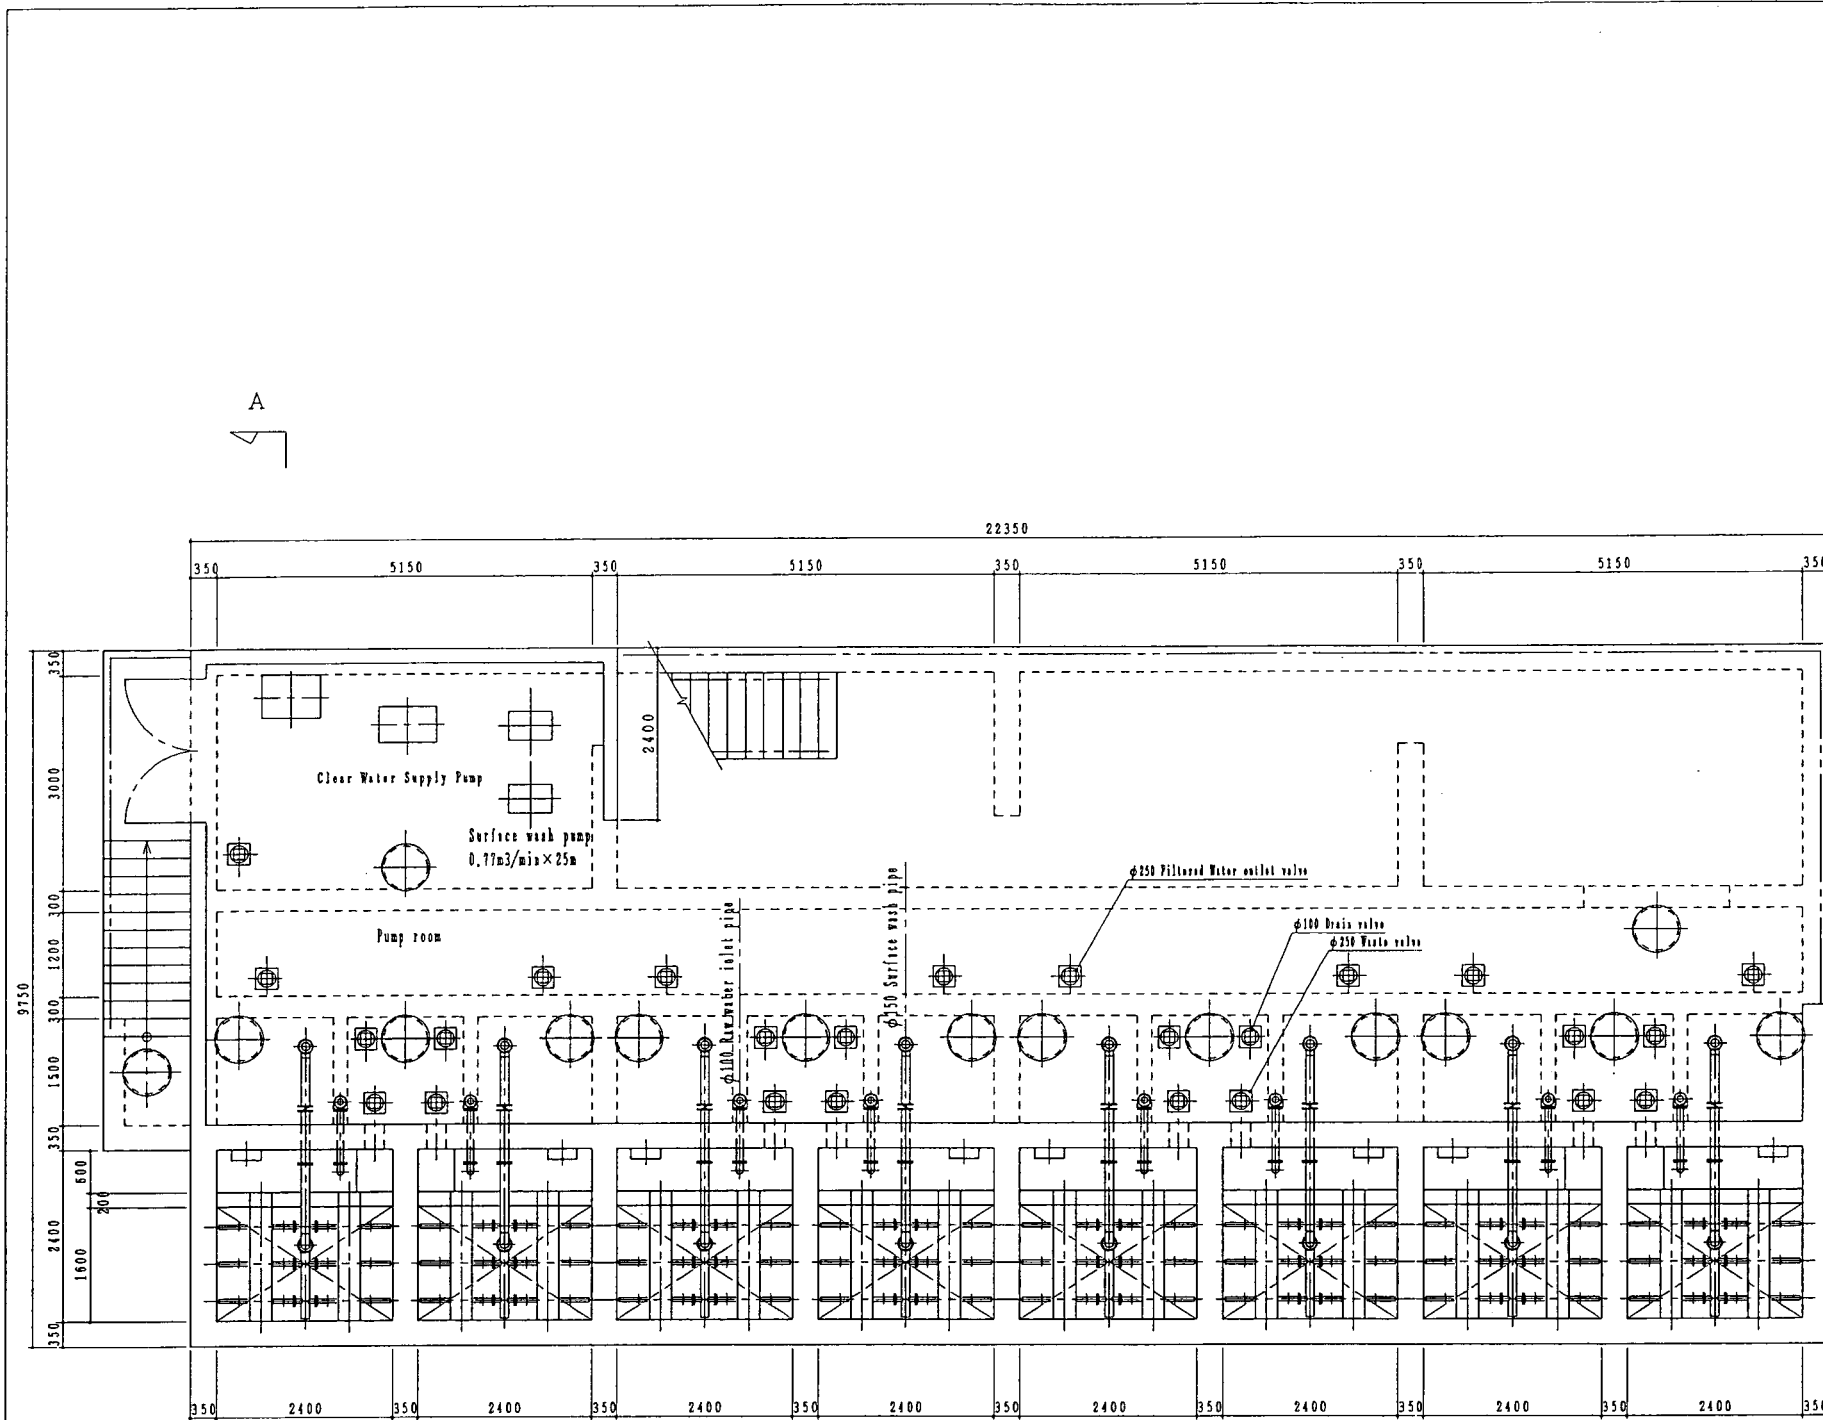 A
22350
350 5150 350 5150 350 5150 350 5150 350
350
3000
300
1200
300
1500
350
600
200
2400
1600
350
9750
2400
Clear Water Supply Pump
Surface wash pump
0.77m3/min×25m
Pump room
φ100 Raw water inlet pipe
φ150 Surface wash pipe
φ250 Filtered Water outlet valve
φ100 Drain valve
φ250 Waste valve
350 2400 350 2400 350 2400 350 2400 350 2400 350 2400 350 2400 350 2400 350